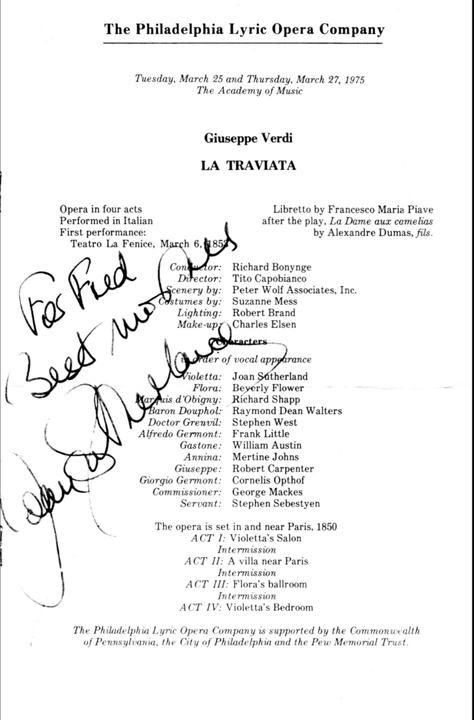 The Philadelphia Lyric Opera Company
Tuesday, March 25 and Thursday, March 27, 1975
The Academy of Music
Giuseppe Verdi
LA TRAVIATA
Opera in four acts
Performed in Italian
First performance:
Teatro La Fenice, March 6, 1853
Libretto by Francesco Maria Piave
after the play, La Dame aux camelias
by Alexandre Dumas, fils.
Conductor: Richard Bonynge
Director: Tito Capobianco
Scenery by: Peter Wolf Associates, Inc.
Costumes by: Suzanne Mess
Lighting: Robert Brand
Make-up: Charles Elsen
For Fred
Best wishes
Joan Sutherland
Characters
in order of vocal appearance
Violetta: Joan Sutherland
Flora: Beverly Flower
Marquis d'Obigny: Richard Shapp
Baron Douphol: Raymond Dean Walters
Doctor Grenvil: Stephen West
Alfredo Germont: Frank Little
Gastone: William Austin
Annina: Mertine Johns
Giuseppe: Robert Carpenter
Giorgio Germont: Cornelis Opthof
Commissioner: George Mackes
Servant: Stephen Sebestyen
The opera is set in and near Paris, 1850
ACT I: Violetta's Salon
Intermission
ACT II: A villa near Paris
Intermission
ACT III: Flora's ballroom
Intermission
ACT IV: Violetta's Bedroom
The Philadelphia Lyric Opera Company is supported by the Commonwealth
of Pennsylvania, the City of Philadelphia and the Pew Memorial Trust.